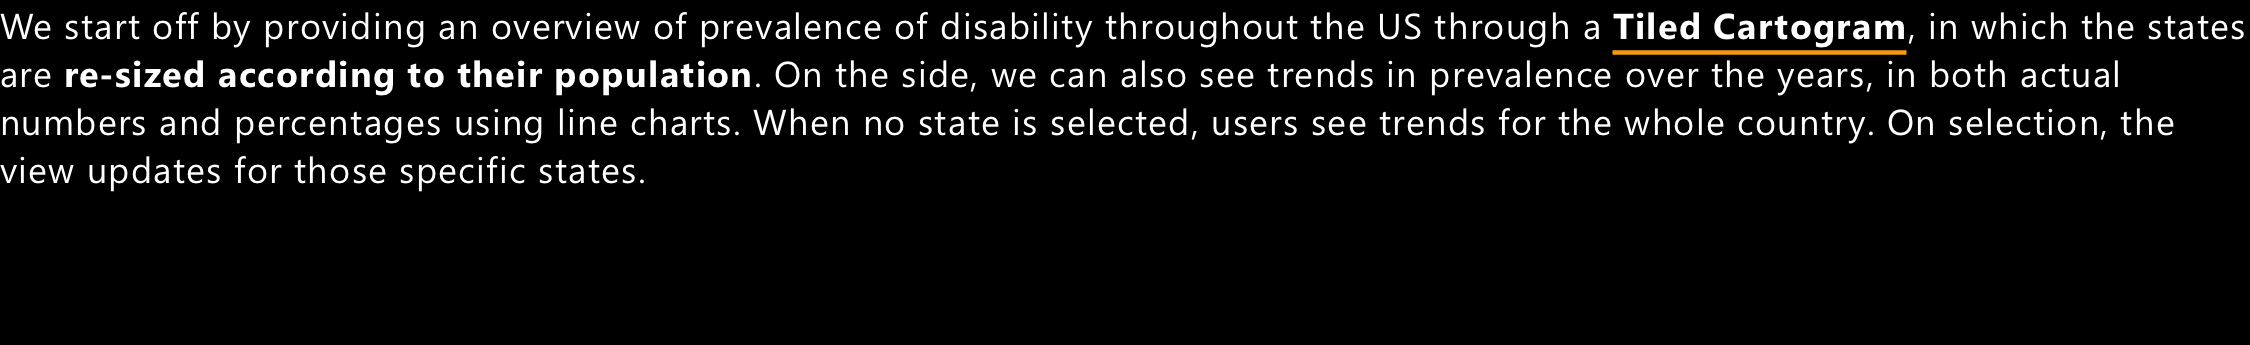 We start off by providing an overview of prevalence of disability throughout the US through a Tiled Cartogram, in which the states
are re-sized according to their population. On the side, we can also see trends in prevalence over the years, in both actual
numbers and percentages using line charts. When no state is selected, users see trends for the whole country. On selection, the
view updates for those specific states.